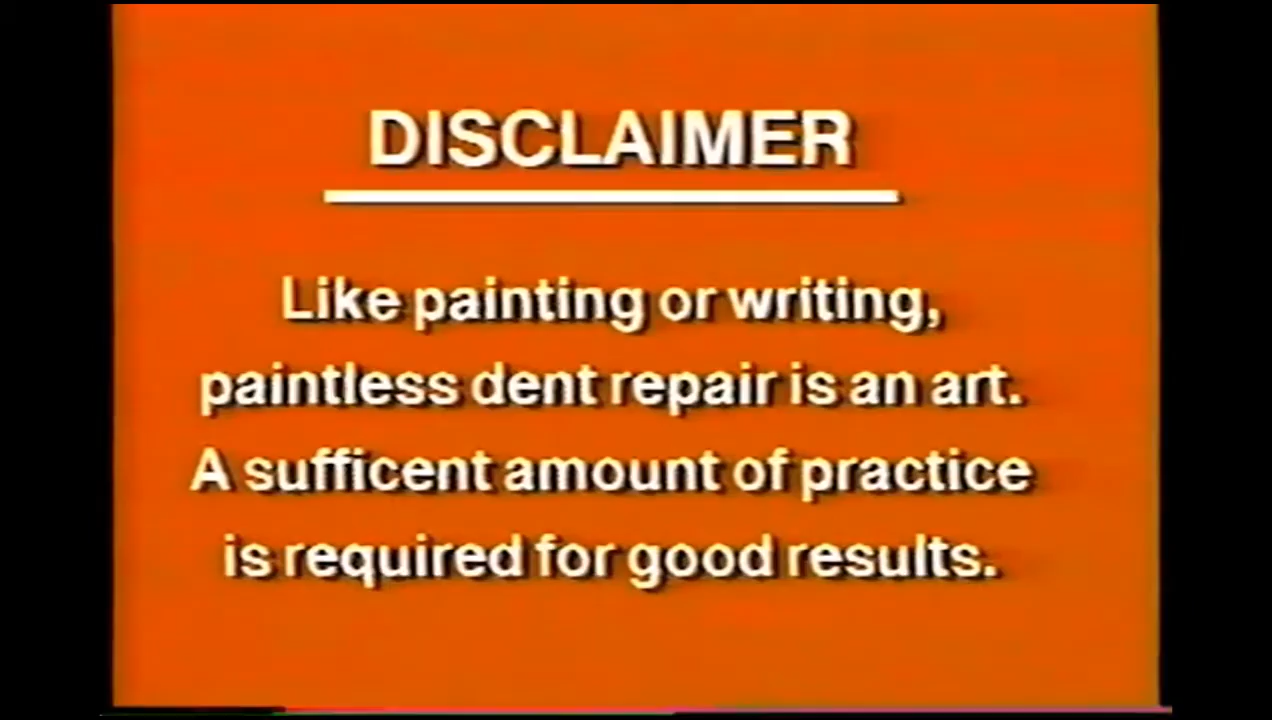 DISCLAIMER
Like painting or writing,
paintless dent repair is an art.
A sufficent amount of practice
is required for good results.